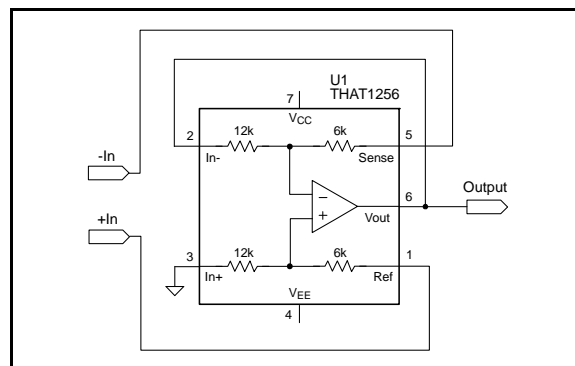 U1
THAT1256
7
VCC
2
12k
6k
5
In-
Sense
-In
−
Output
6
+In
+
Vout
3
12k
6k
1
In+
Ref
VEE
4